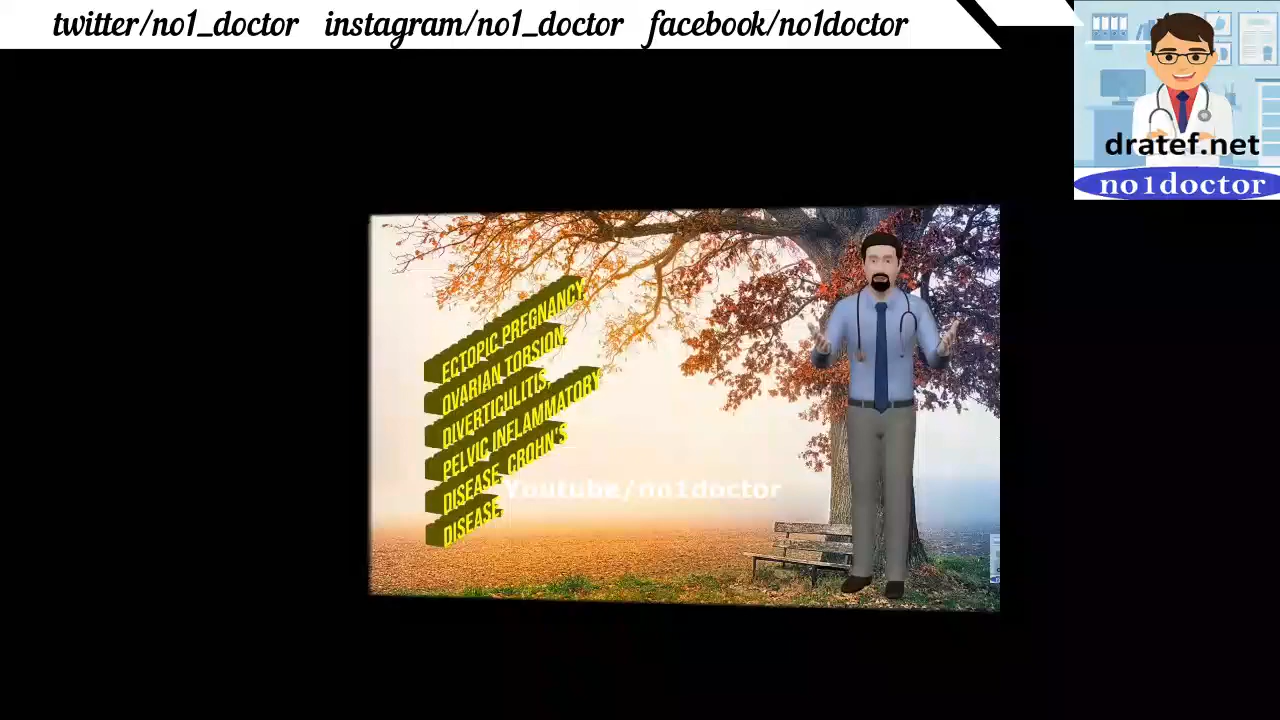 twitter/no1_doctor instagram/no1_doctor facebook/no1doctor
dratef.net
no1doctor
ECTOPIC PREGNANCY,
OVARIAN TORSION,
DIVERTICULITIS,
PELVIC INFLAMMATORY
DISEASE, CROHN'S
DISEASE.
Youtube/no1doctor